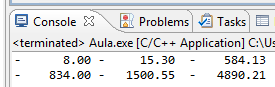 Console Problems Tasks
<terminated> Aula.exe [C/C++ Application] C:\Us
- 8.00 - 15.30 - 584.13
- 834.00 - 1500.55 - 4890.21